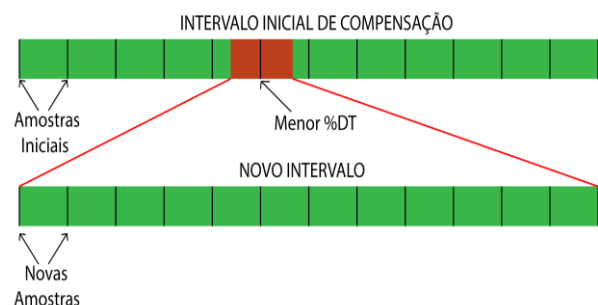 INTERVALO INICIAL DE COMPENSAÇÃO
Amostras
Iniciais
Menor %DT
NOVO INTERVALO
Novas
Amostras